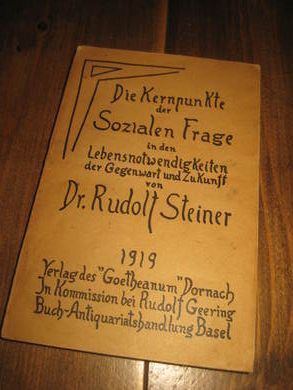 Die Kernpunkte
der
Sozialen Frage
in den
Lebensnotwendigkeiten
der Gegenwart und Zukunft
von
Dr. Rudolf Steiner
1919
Verlag des "Goetheanum" Dornach
In Kommission bei Rudolf Geering
Buch-Antiquariatshandlung Basel